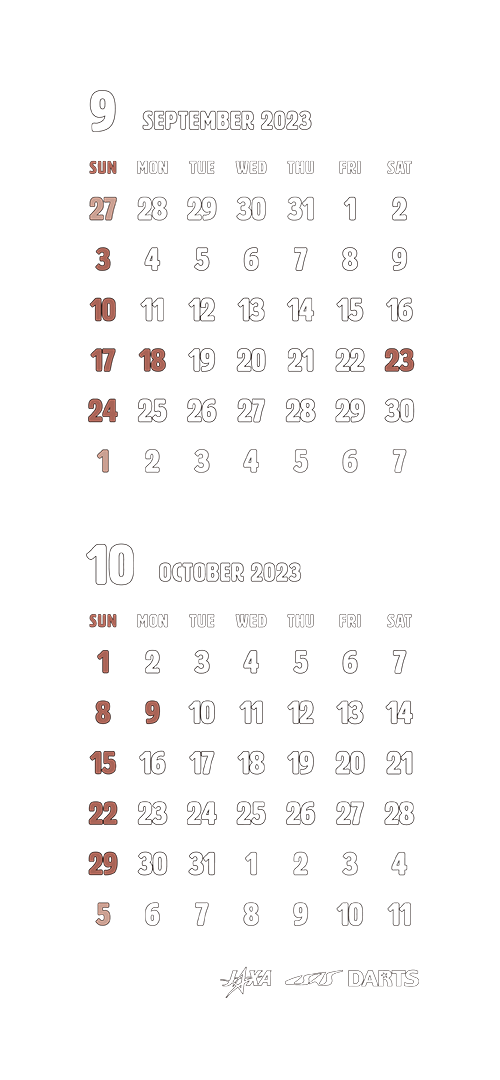 9 SEPTEMBER 2023
SUN MON TUE WED THU FRI SAT
27 28 29 30 31 1 2
3 4 5 6 7 8 9
10 11 12 13 14 15 16
17 18 19 20 21 22 23
24 25 26 27 28 29 30
1 2 3 4 5 6 7
10 OCTOBER 2023
SUN MON TUE WED THU FRI SAT
1 2 3 4 5 6 7
8 9 10 11 12 13 14
15 16 17 18 19 20 21
22 23 24 25 26 27 28
29 30 31 1 2 3 4
5 6 7 8 9 10 11
JAXA ISAS DARTS